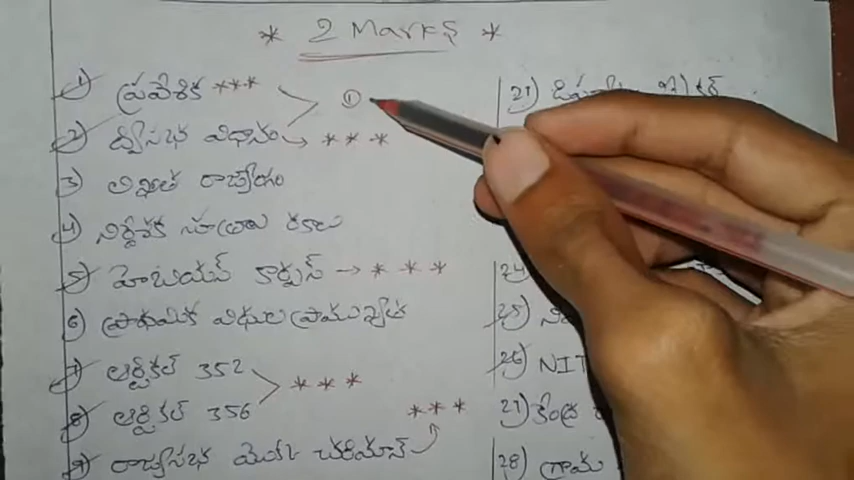 * 2 Marks *
1) ప్రవేశిక *** ①
2) ద్విసభ విధానం → ***
3) లిఖిత రాజ్యాంగం
4) నిర్దేశక సూత్రాలు రకాలు
5) హెబియస్ కార్పస్ → ***
6) ప్రాథమిక విధుల ప్రాముఖ్యత
7) ఆర్టికల్ 352 ***
8) ఆర్టికల్ 356
9) రాజ్యసభ యొక్క చైర్మన్ ***
21)
24
25)
26) NIT
27) కేంద్ర
28) గ్రామ